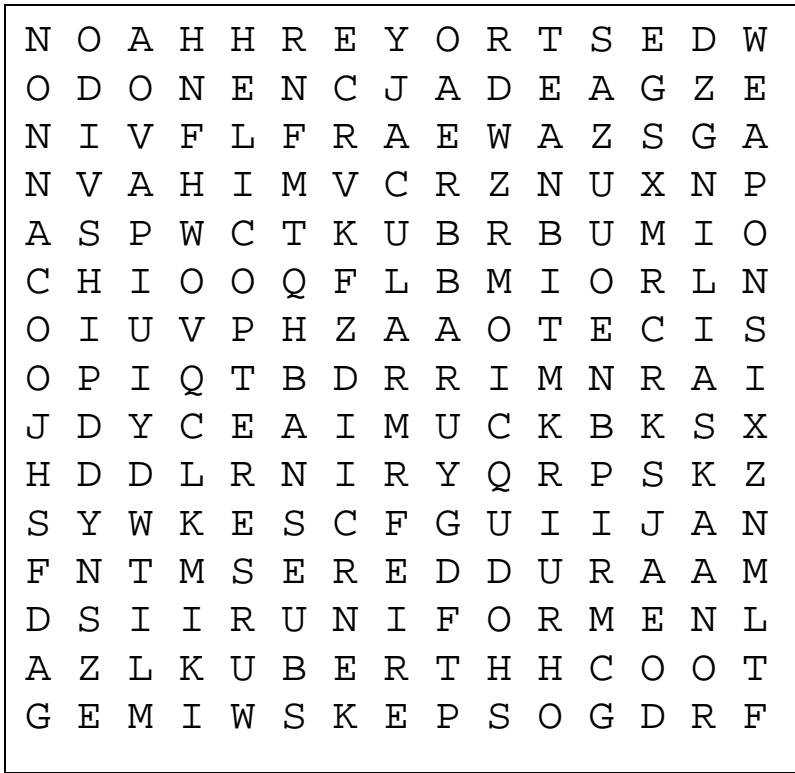 N O A H H R E Y O R T S E D W
O D O N E N C J A D E A G Z E
N I V F L F R A E W A Z S G A
N V A H I M V C R Z N U X N P
A S P W C T K U B R B U M I O
C H I O O Q F L B M I O R L N
O I U V P H Z A A O T E C I S
O P I Q T B D R R I M N R A I
J D Y C E A I M U C K B K S X
H D D L R N I R Y Q R P S K Z
S Y W K E S C F G U I I J A N
F N T M S E R E D D U R A A M
D S I I R U N I F O R M E N L
A Z L K U B E R T H H C O O T
G E M I W S K E P S O G D R F